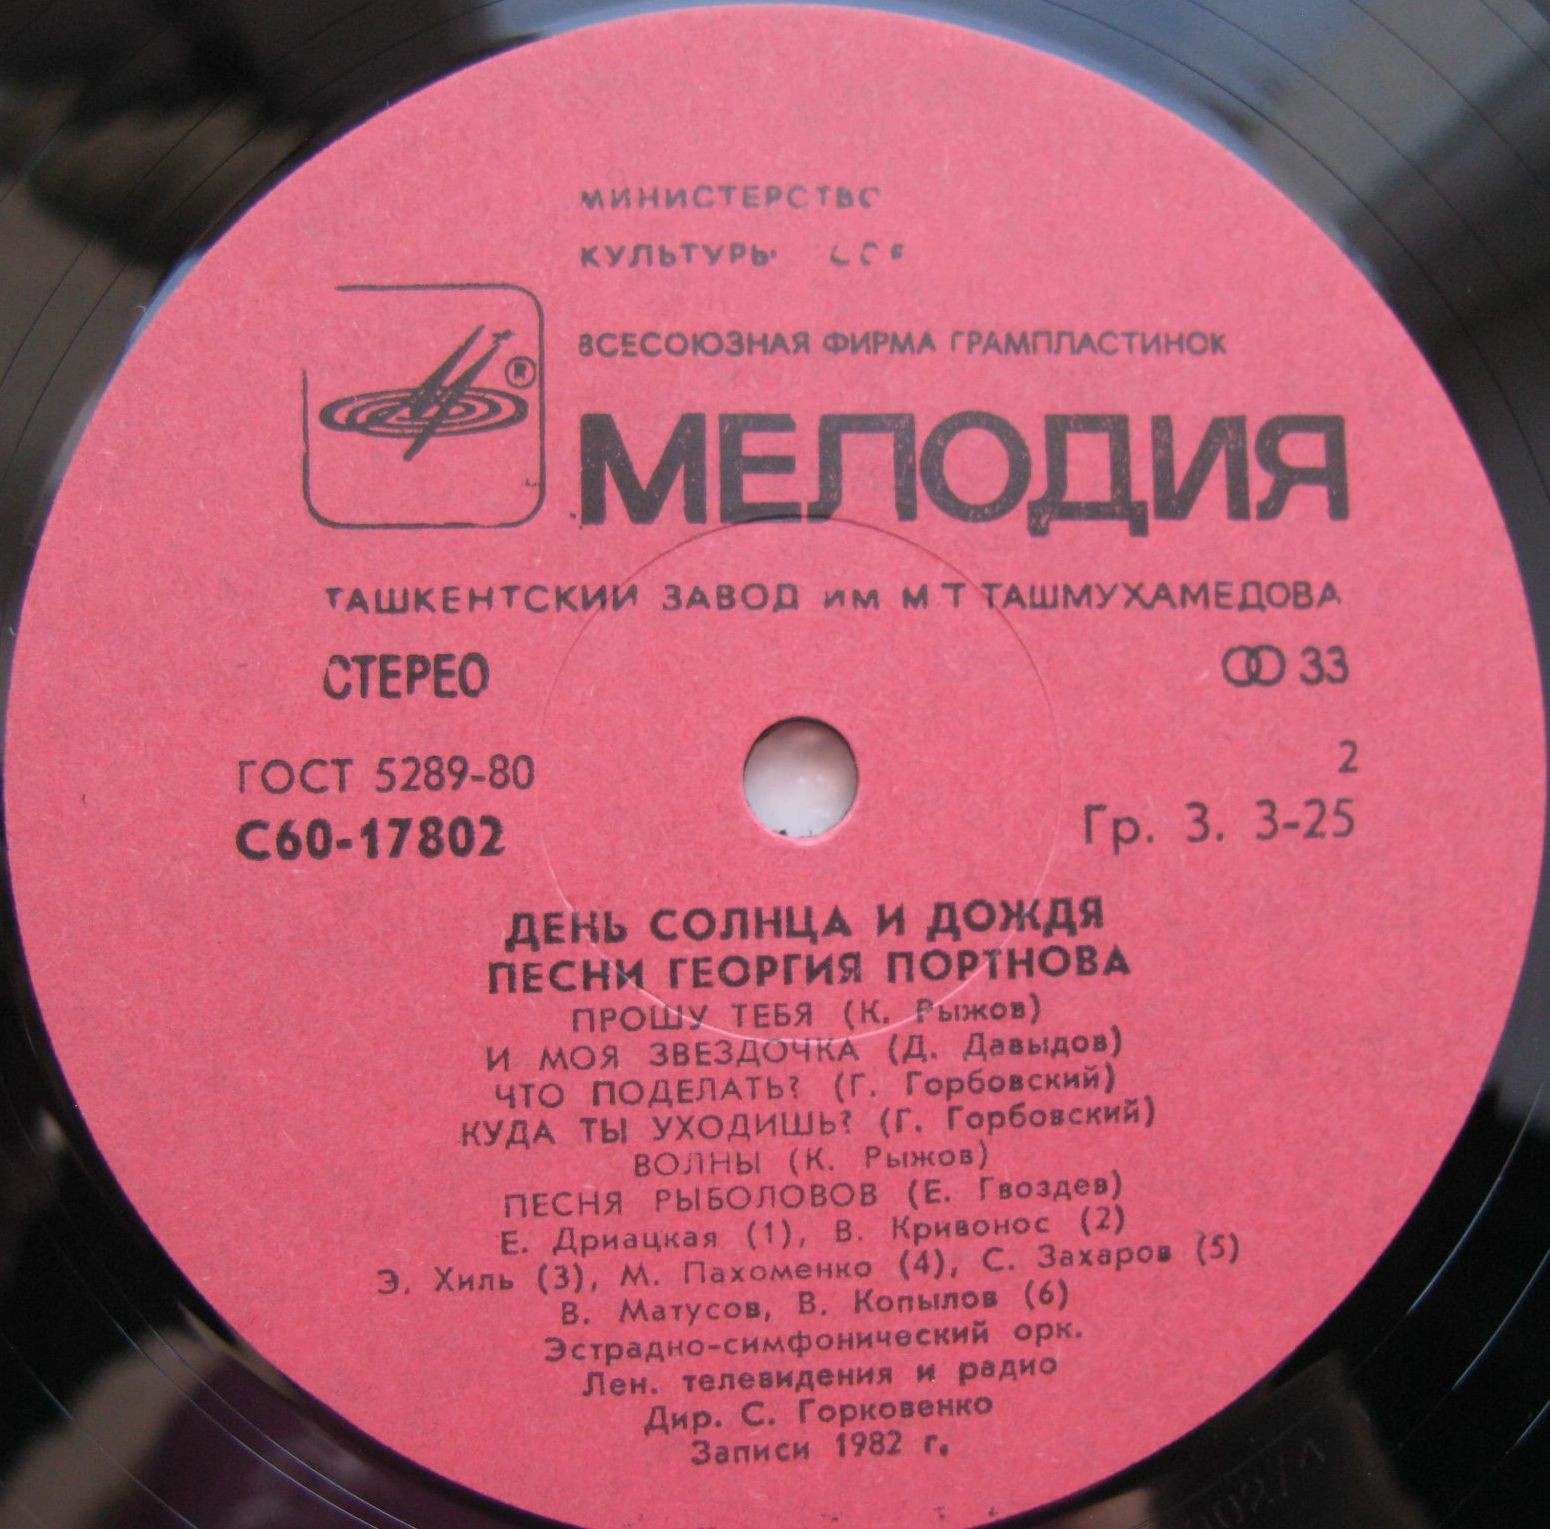 МИНИСТЕРСТВО
КУЛЬТУРЫ
ВСЕСОЮЗНАЯ ФИРМА ГРАМПЛАСТИНОК
®
МЕЛОДИЯ
ТАШКЕНТСКИЙ ЗАВОД им М Т ТАШМУХАМЕДОВА
СТЕРЕО 33
ГОСТ 5289-80 2
С60-17802 Гр. 3. 3-25
ДЕНЬ СОЛНЦА И ДОЖДЯ
ПЕСНИ ГЕОРГИЯ ПОРТНОВА
ПРОШУ ТЕБЯ (К. Рыжов)
И МОЯ ЗВЕЗДОЧКА (Д. Давыдов)
ЧТО ПОДЕЛАТЬ? (Г. Горбовский)
КУДА ТЫ УХОДИШЬ? (Г. Горбовский)
ВОЛНЫ (К. Рыжов)
ПЕСНЯ РЫБОЛОВОВ (Е. Гвоздев)
Е. Дриацкая (1), В. Кривонос (2)
Э. Хиль (3), М. Пахоменко (4), С. Захаров (5)
В. Матусов, В. Копылов (6)
Эстрадно-симфонический орк.
Лен. телевидения и радио
Дир. С. Горковенко
Записи 1982 г.